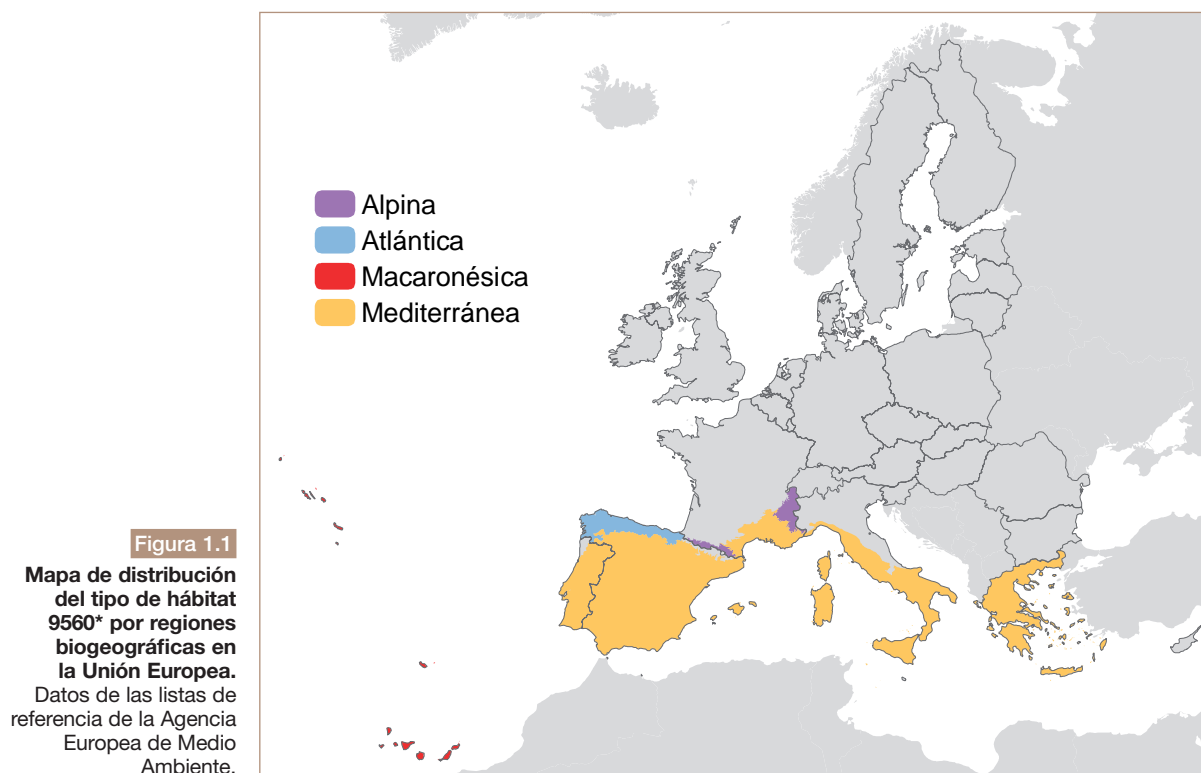 Alpina
Atlántica
Macaronésica
Mediterránea
Figura 1.1
Mapa de distribución
del tipo de hábitat
9560* por regiones
biogeográficas en
la Unión Europea.
Datos de las listas de
referencia de la Agencia
Europea de Medio
Ambiente.